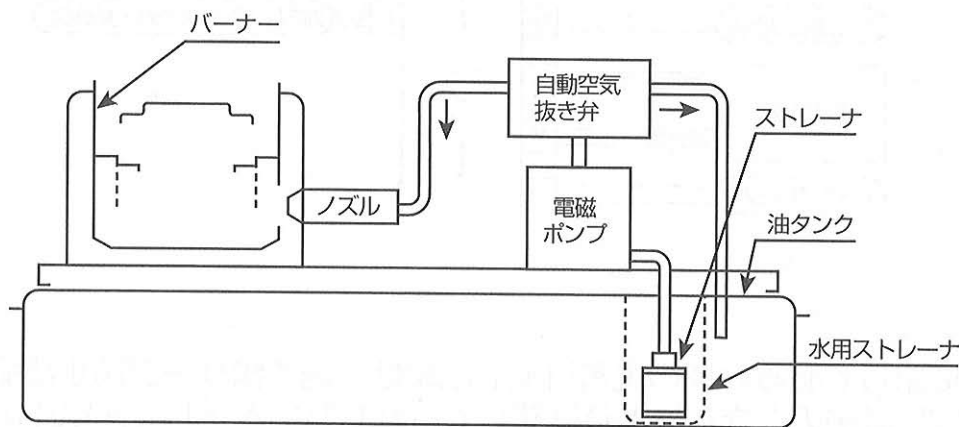 バーナー
自動空気
抜き弁
ストレーナ
ノズル
電磁
ポンプ
油タンク
水用ストレーナ